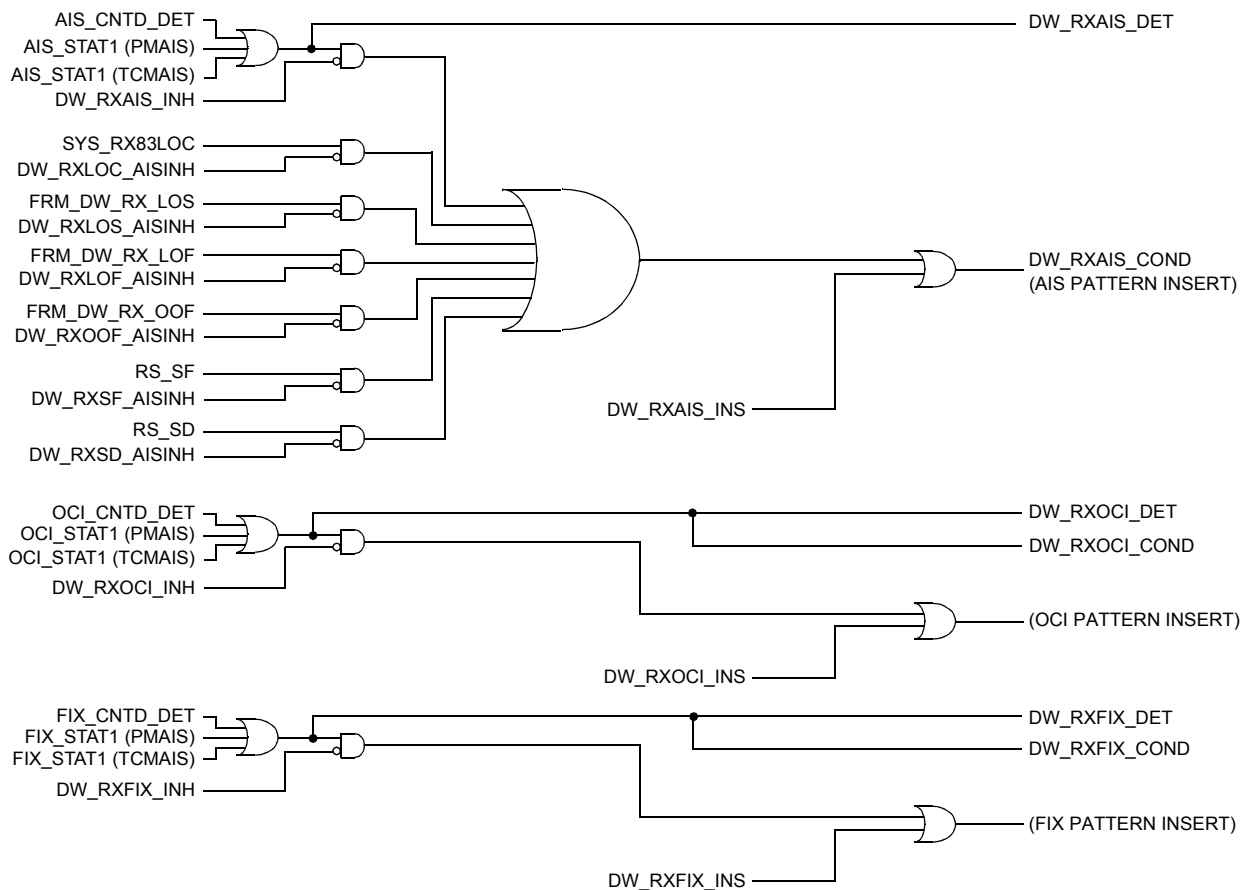 AIS_CNTD_DET
AIS_STAT1 (PMAIS)
AIS_STAT1 (TCMAIS)
DW_RXAIS_INH
DW_RXAIS_DET
SYS_RX83LOC
DW_RXLOC_AISINH
FRM_DW_RX_LOS
DW_RXLOS_AISINH
FRM_DW_RX_LOF
DW_RXLOF_AISINH
FRM_DW_RX_OOF
DW_RXOOF_AISINH
RS_SF
DW_RXSF_AISINH
RS_SD
DW_RXSD_AISINH
DW_RXAIS_COND
(AIS PATTERN INSERT)
DW_RXAIS_INS
OCI_CNTD_DET
OCI_STAT1 (PMAIS)
OCI_STAT1 (TCMAIS)
DW_RXOCI_INH
DW_RXOCI_DET
DW_RXOCI_COND
(OCI PATTERN INSERT)
DW_RXOCI_INS
FIX_CNTD_DET
FIX_STAT1 (PMAIS)
FIX_STAT1 (TCMAIS)
DW_RXFIX_INH
DW_RXFIX_DET
DW_RXFIX_COND
(FIX PATTERN INSERT)
DW_RXFIX_INS